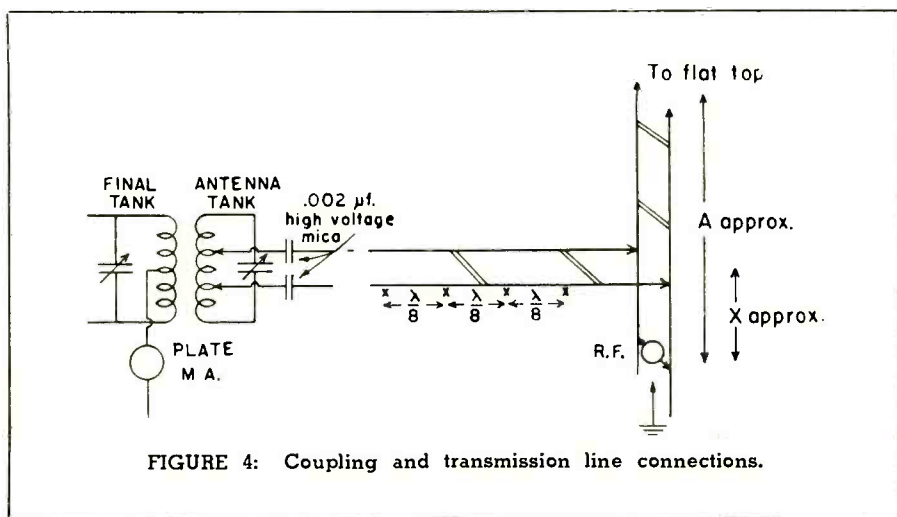 To flat top
FINAL
TANK
ANTENNA
TANK
.002 μf.
high voltage
mica
A approx.
x x x x
λ/8 λ/8 λ/8
X approx.
R.F.
PLATE
M A.
FIGURE 4: Coupling and transmission line connections.